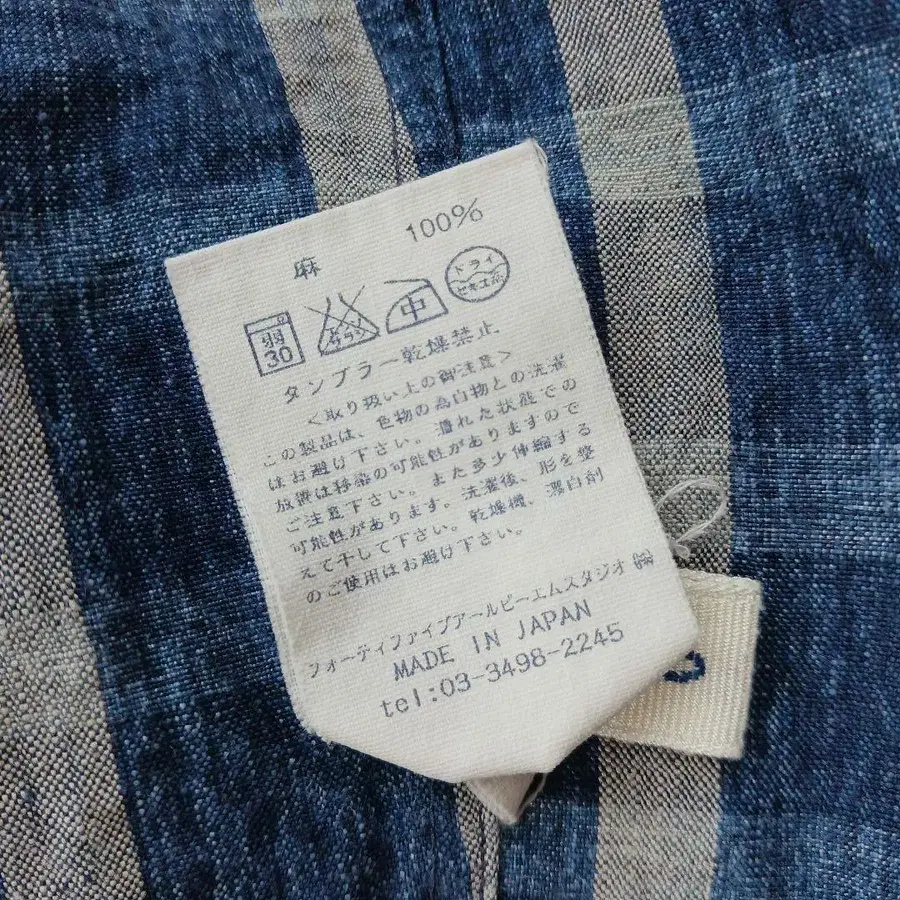 麻 100%
弱 30 サラシ 中 ドライ セキユ系
タンブラー乾燥禁止
<取り扱い上の御注意>
この製品は、色物の為白物との洗濯
はお避け下さい。濡れた状態での
放置は移染の可能性がありますので
ご注意下さい。また多少伸縮する
可能性があります。洗濯後、形を整
えて干して下さい。乾燥機、漂白剤
のご使用はお避け下さい。
フォーティファイブアールピーエムスタジオ㈱
MADE IN JAPAN
tel:03-3498-2245